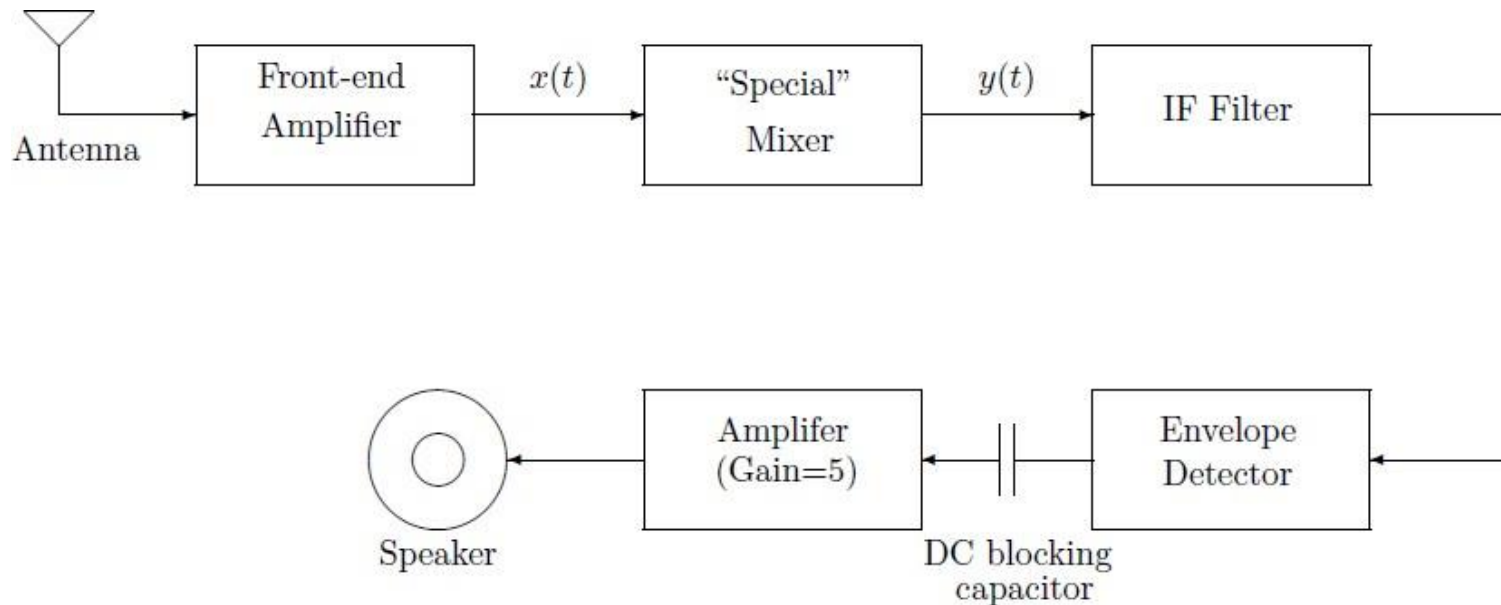 Front-end
Amplifier
x(t)
“Special”
Mixer
y(t)
IF Filter
Antenna
Amplifer
(Gain=5)
Envelope
Detector
Speaker
DC blocking
capacitor